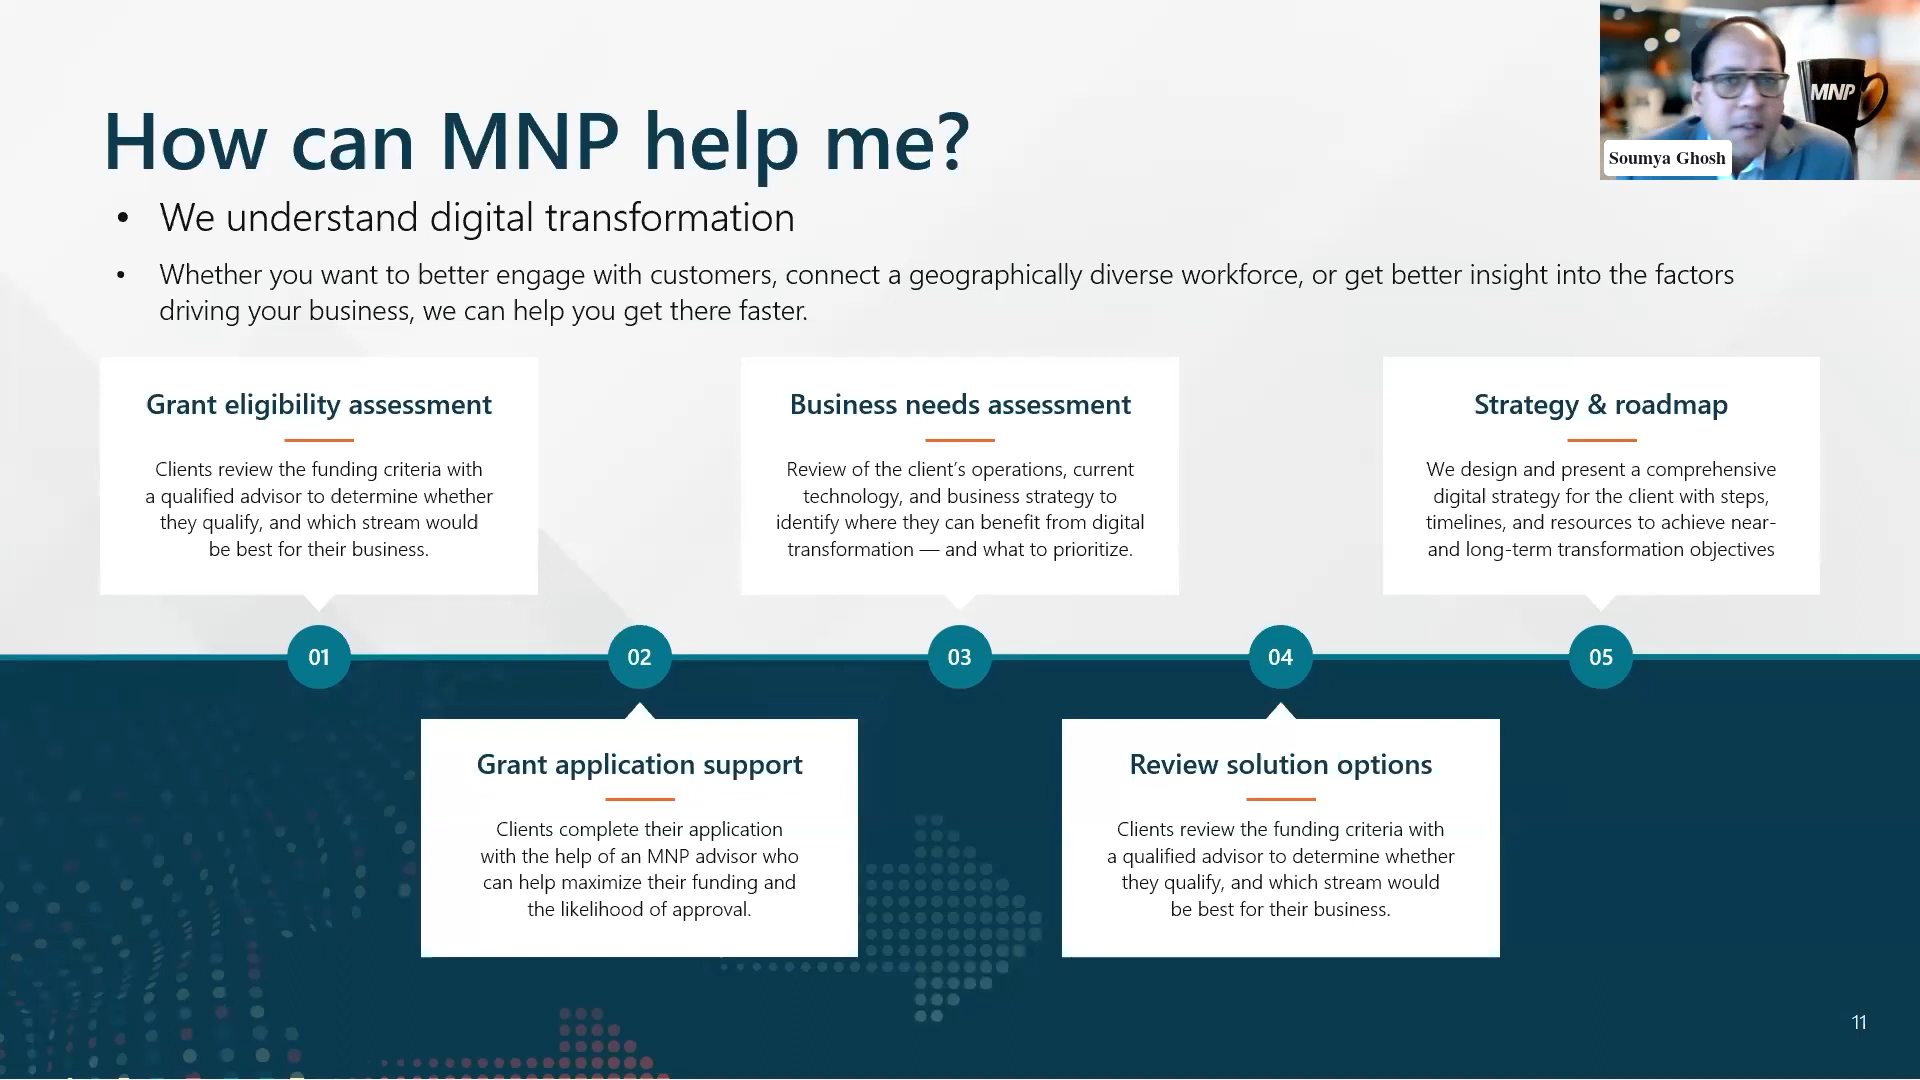 How can MNP help me?
MNP
Soumya Ghosh
• We understand digital transformation
• Whether you want to better engage with customers, connect a geographically diverse workforce, or get better insight into the factors
driving your business, we can help you get there faster.
Grant eligibility assessment
Clients review the funding criteria with
a qualified advisor to determine whether
they qualify, and which stream would
be best for their business.
Business needs assessment
Review of the client’s operations, current
technology, and business strategy to
identify where they can benefit from digital
transformation — and what to prioritize.
Strategy & roadmap
We design and present a comprehensive
digital strategy for the client with steps,
timelines, and resources to achieve near-
and long-term transformation objectives
01
02
03
04
05
Grant application support
Clients complete their application
with the help of an MNP advisor who
can help maximize their funding and
the likelihood of approval.
Review solution options
Clients review the funding criteria with
a qualified advisor to determine whether
they qualify, and which stream would
be best for their business.
11